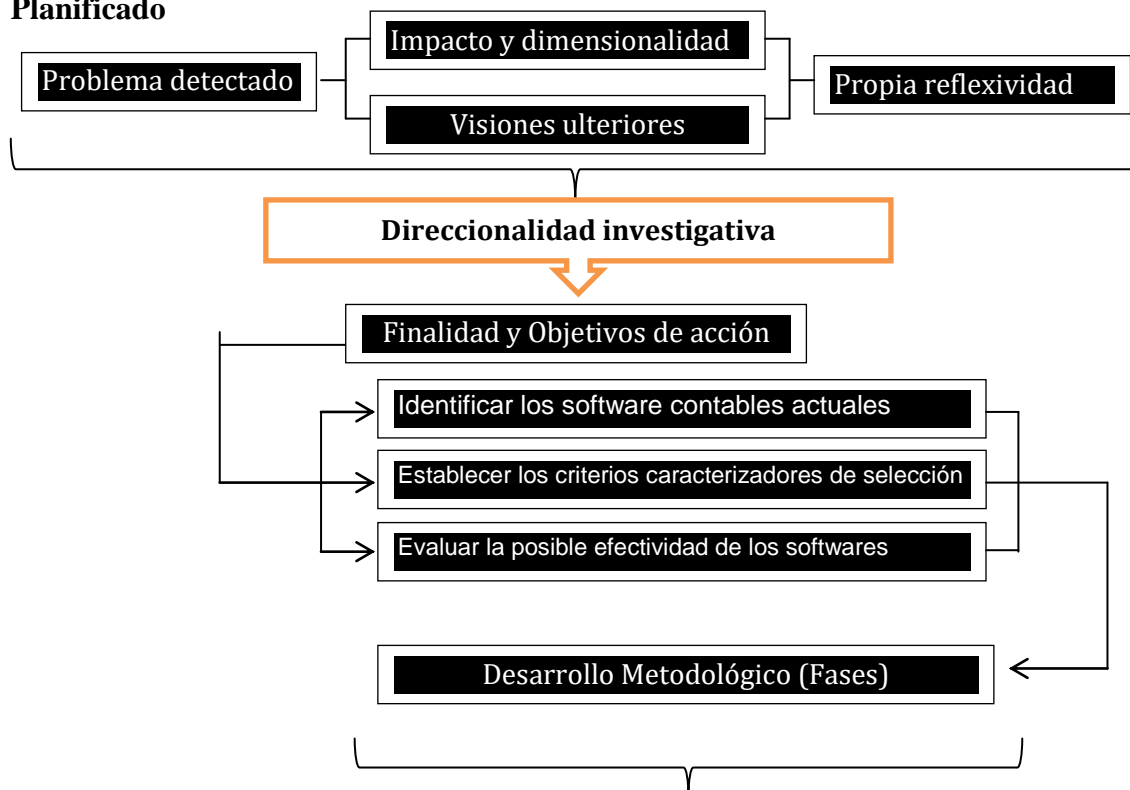 Planificado
Impacto y dimensionalidad
Problema detectado
Propia reflexividad
Visiones ulteriores
Direccionalidad investigativa
Finalidad y Objetivos de acción
Identificar los software contables actuales
Establecer los criterios caracterizadores de selección
Evaluar la posible efectividad de los softwares
Desarrollo Metodológico (Fases)